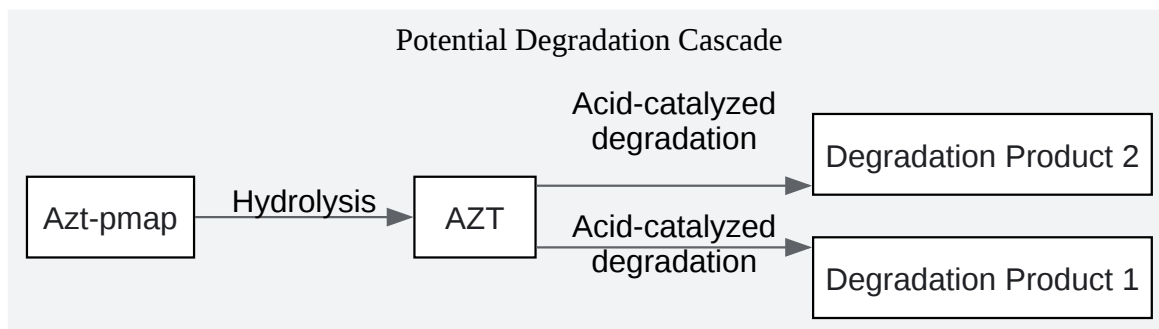 Potential Degradation Cascade
Acid-catalyzed
degradation
Degradation Product 2
Azt-pmap
Hydrolysis
AZT
Acid-catalyzed
degradation
Degradation Product 1